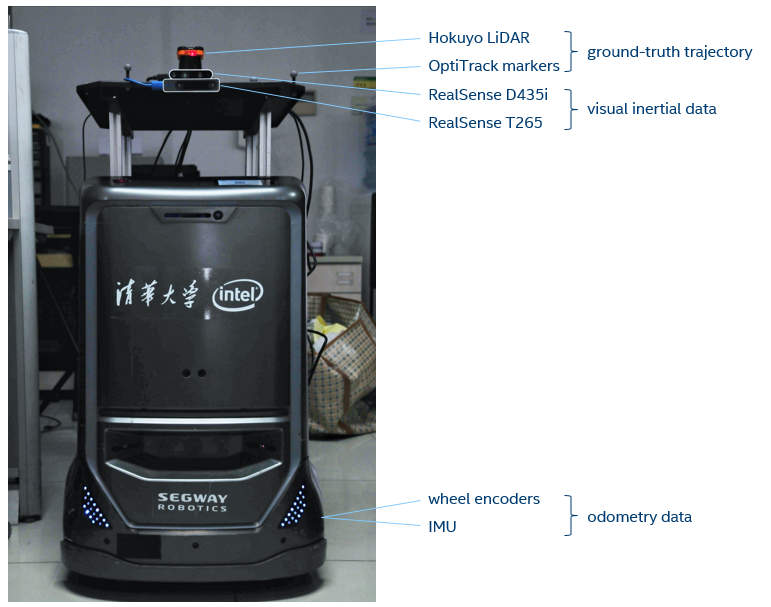 Hokuyo LiDAR
OptiTrack markers
ground-truth trajectory
RealSense D435i
RealSense T265
visual inertial data
清華大学 intel
SEGWAY
ROBOTICS
wheel encoders
IMU
odometry data